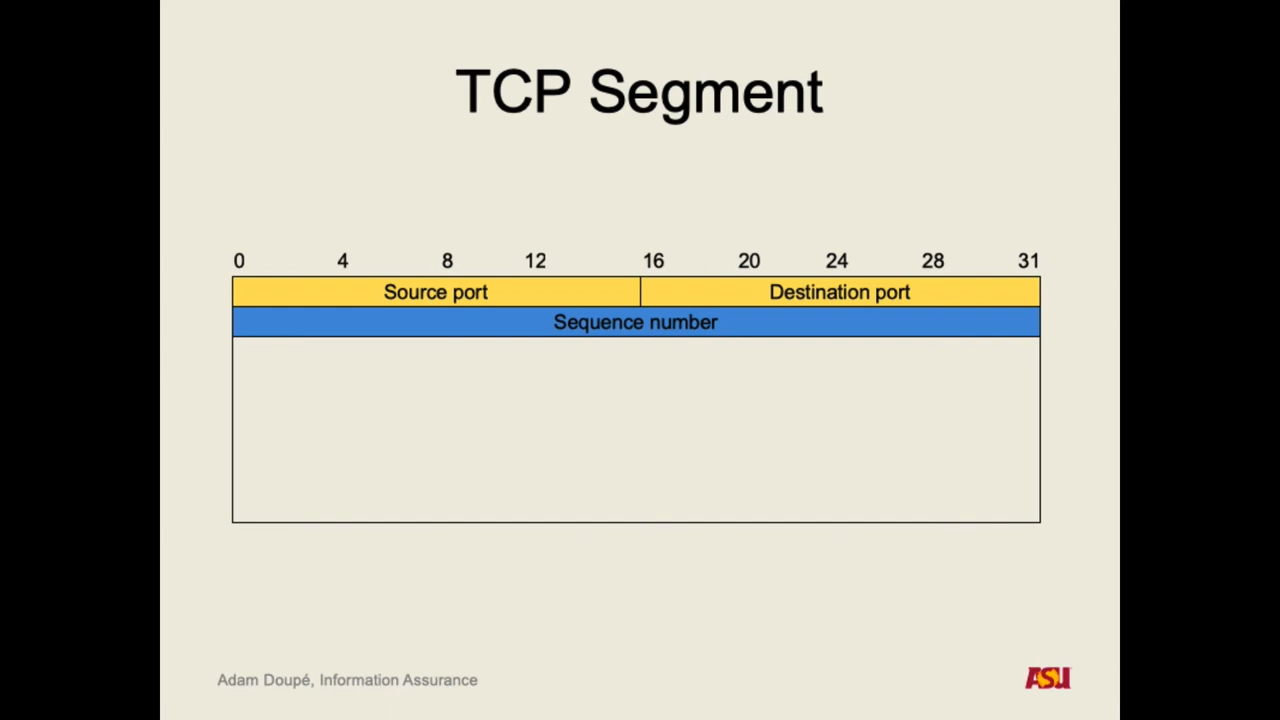 TCP Segment
0 4 8 12 16 20 24 28 31
Source port Destination port
Sequence number
Adam Doupé, Information Assurance
ASU